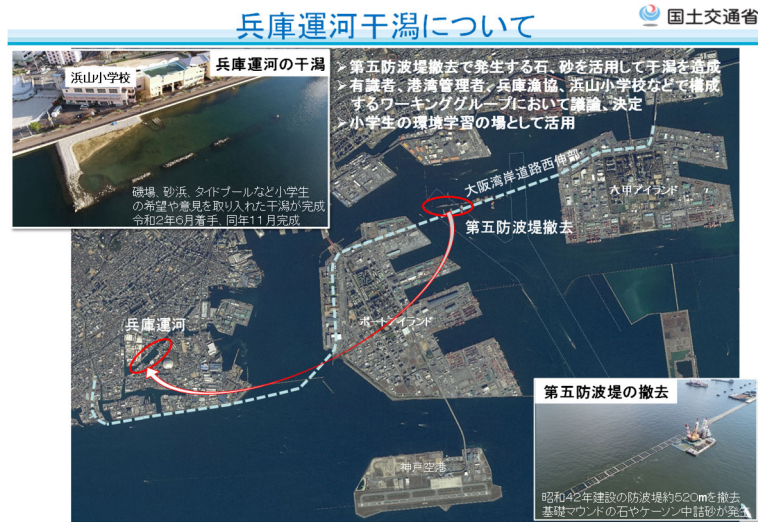 兵庫運河干潟について
国土交通省
兵庫運河の干潟
浜山小学校
磯場、砂浜、タイドプールなど小学生
の希望や意見を取り入れた干潟が完成
令和2年6月着手、同年11月完成
➢第五防波堤撤去で発生する石、砂を活用して干潟を造成
➢有識者、港湾管理者、兵庫漁協、浜山小学校などで構成
するワーキンググループにおいて議論、決定
➢小学生の環境学習の場として活用
大阪湾岸道路西伸部
六甲アイランド
第五防波堤撤去
兵庫運河
ポートアイランド
神戸空港
第五防波堤の撤去
昭和42年建設の防波堤約520mを撤去
基礎マウンドの石やケーソン中詰砂が発生